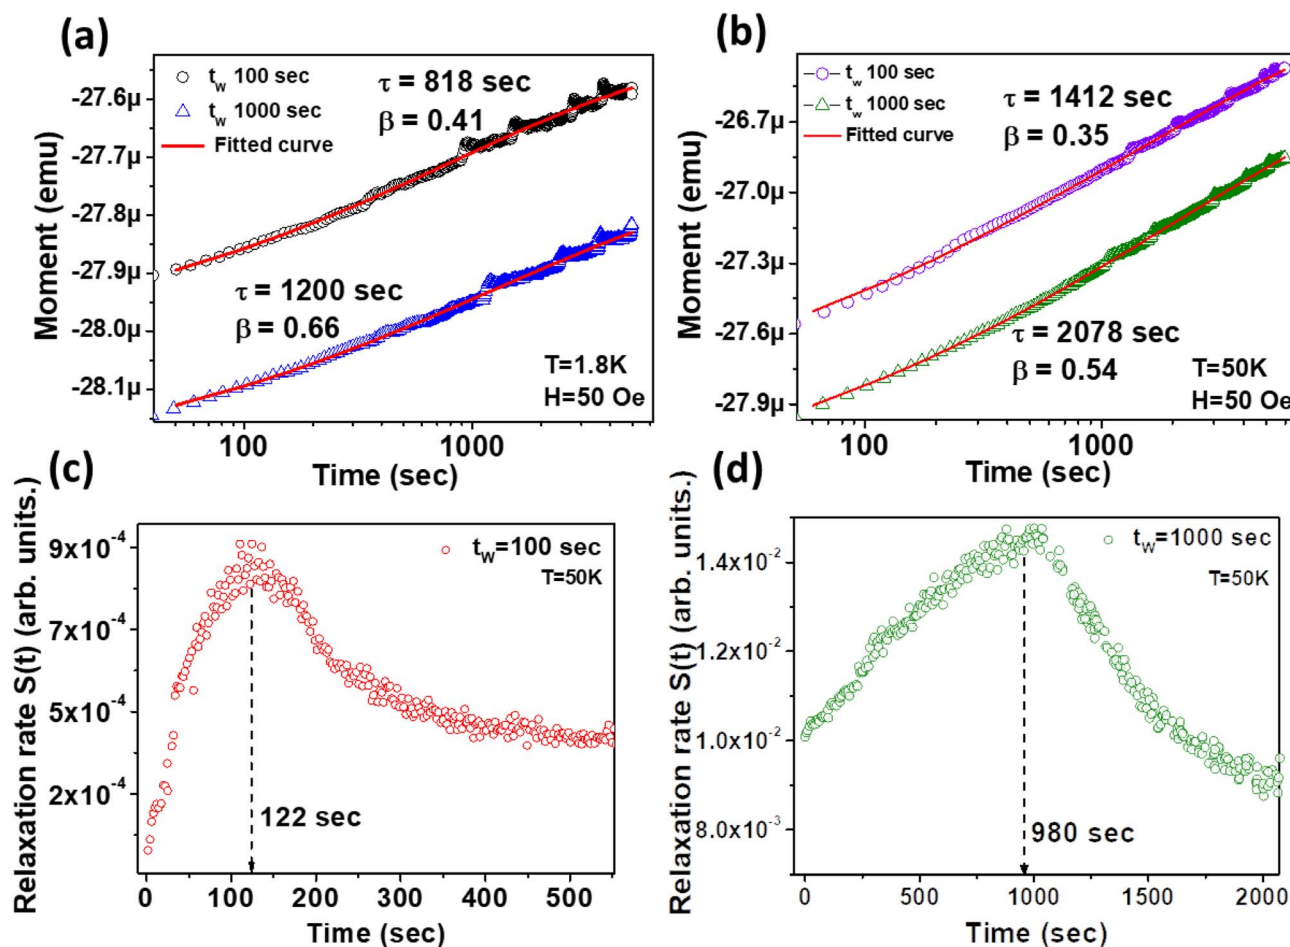 (a)
t_w 100 sec
t_w 1000 sec
Fitted curve
τ = 818 sec
β = 0.41
τ = 1200 sec
β = 0.66
T=1.8K
H=50 Oe
-27.6μ
-27.7μ
-27.8μ
-27.9μ
-28.0μ
-28.1μ
Moment (emu)
100
1000
Time (sec)
(b)
t_w 100 sec
t_w 1000 sec
Fitted curve
τ = 1412 sec
β = 0.35
τ = 2078 sec
β = 0.54
T=50K
H=50 Oe
-26.7μ
-27.0μ
-27.3μ
-27.6μ
-27.9μ
Moment (emu)
100
1000
Time (sec)
(c)
t_W=100 sec
T=50K
9x10^-4
7x10^-4
5x10^-4
2x10^-4
Relaxation rate S(t) (arb. units.)
122 sec
0 100 200 300 400 500
Time (sec)
(d)
t_W=1000 sec
T=50K
1.4x10^-2
1.2x10^-2
1.0x10^-2
8.0x10^-3
Relaxation rate S(t) (arb. units.)
980 sec
0 500 1000 1500 2000
Time (sec)